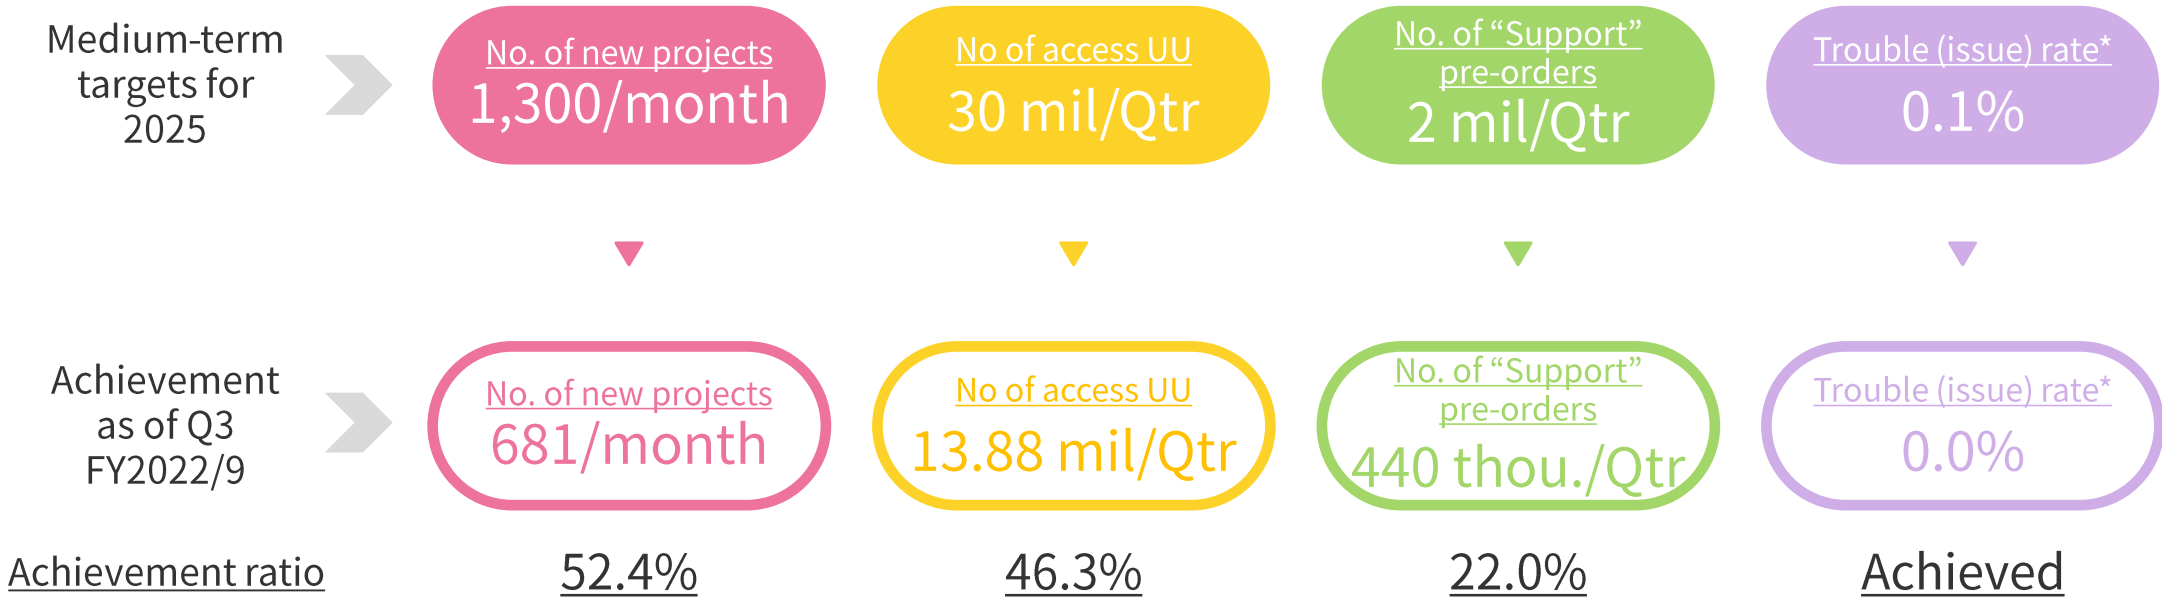 Medium-term
targets for
2025
No. of new projects
1,300/month
No of access UU
30 mil/Qtr
No. of “Support”
pre-orders
2 mil/Qtr
Trouble (issue) rate*
0.1%
Achievement
as of Q3
FY2022/9
No. of new projects
681/month
No of access UU
13.88 mil/Qtr
No. of “Support”
pre-orders
440 thou./Qtr
Trouble (issue) rate*
0.0%
Achievement ratio
52.4%
46.3%
22.0%
Achieved